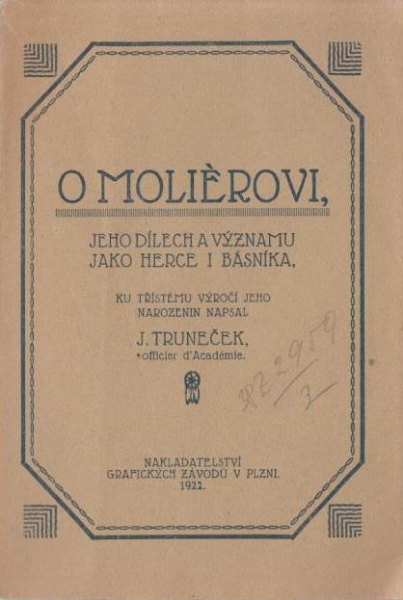 O MOLIÈROVI,
JEHO DÍLECH A VÝZNAMU
JAKO HERCE I BÁSNÍKA,
KU TŘÍSTÉMU VÝROČÍ JEHO
NAROZENIN NAPSAL
J. TRUNEČEK,
officier d'Académie.
NAKLADATELSTVÍ
GRAFICKÝCH ZÁVODŮ V PLZNI.
1922.